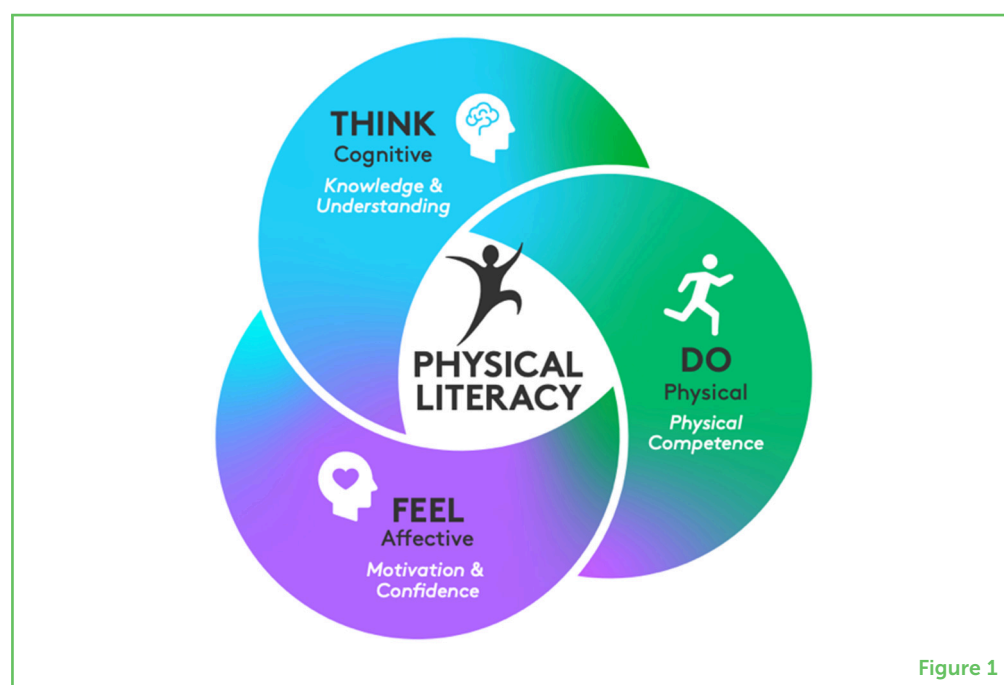 THINK
Cognitive
Knowledge &
Understanding
PHYSICAL
LITERACY
DO
Physical
Physical
Competence
FEEL
Affective
Motivation &
Confidence
Figure 1